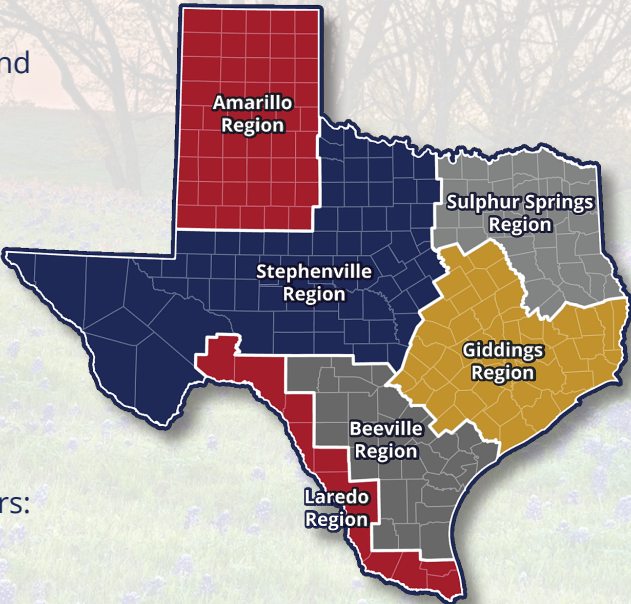 nd
Amarillo
Region
Sulphur Springs
Region
Stephenville
Region
Giddings
Region
Beeville
Region
Laredo
Region
rs: